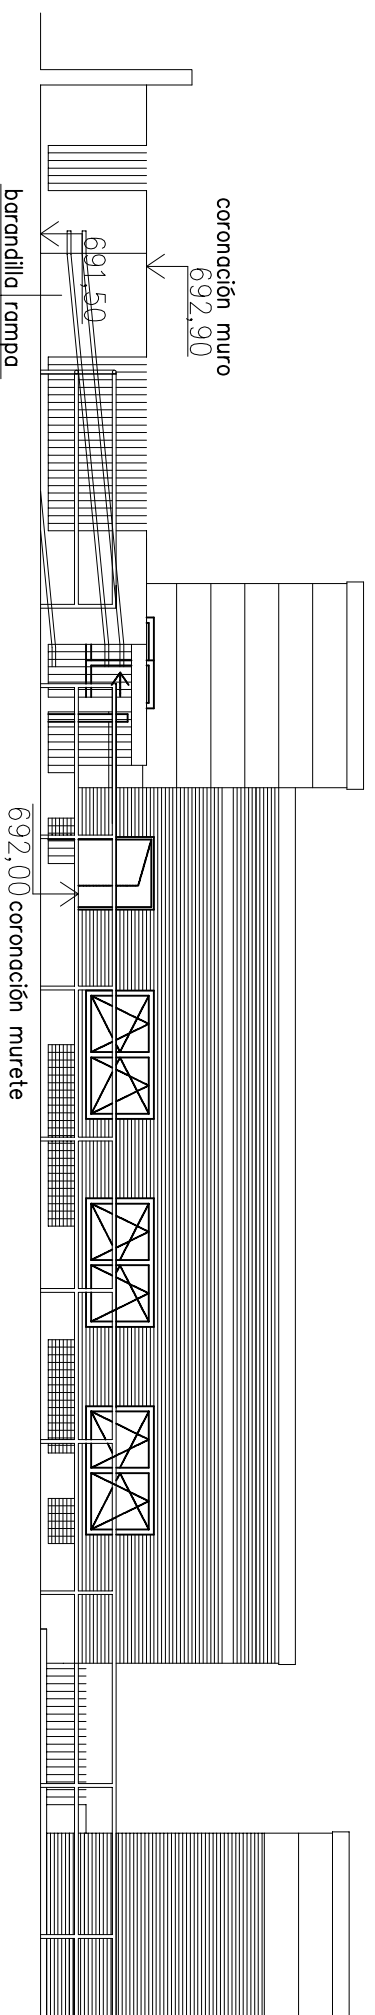 coronación muro
692,90
691,50
barandilla rampa
692,00 coronación murete